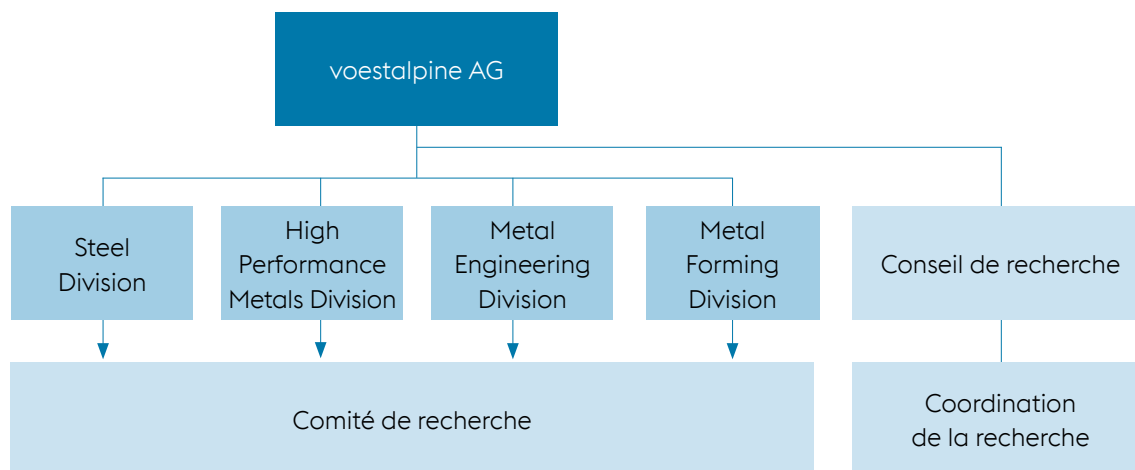 voestalpine AG
Steel
Division
High
Performance
Metals Division
Metal
Engineering
Division
Metal
Forming
Division
Conseil de recherche
Comité de recherche
Coordination
de la recherche